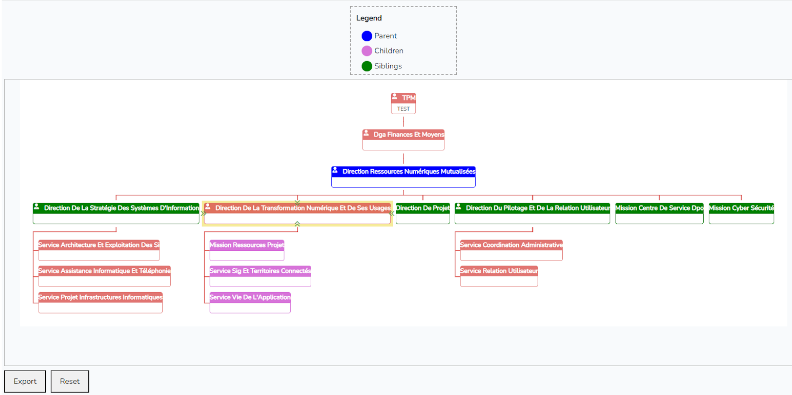 Legend
Parent
Children
Siblings
TPM
TEST
Dga Finances Et Moyens
Direction Ressources Numériques Mutualisées
Direction De La Stratégie Des Systèmes D'Information
Direction De La Transformation Numérique Et De Ses Usages
Direction De Projet
Direction Du Pilotage Et De La Relation Utilisateur
Mission Centre De Service Dpo
Mission Cyber Sécurité
Service Architecture Et Exploitation Des Si
Mission Ressources Projet
Service Coordination Administrative
Service Assistance Informatique Et Téléphonie
Service Sig Et Territoires Connectés
Service Relation Utilisateur
Service Projet Infrastructures Informatiques
Service Vie De L'Application
Export
Reset